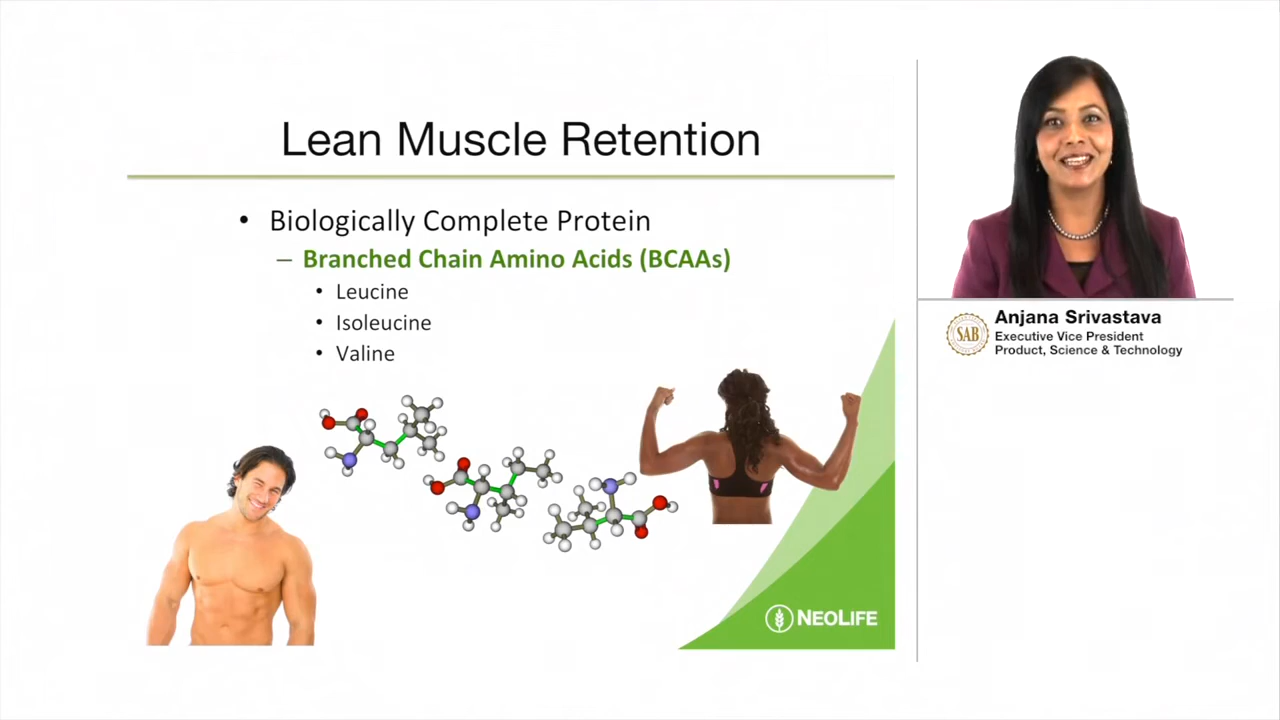 Lean Muscle Retention
• Biologically Complete Protein
– Branched Chain Amino Acids (BCAAs)
• Leucine
• Isoleucine
• Valine
NEOLIFE
SAB
Anjana Srivastava
Executive Vice President
Product, Science & Technology